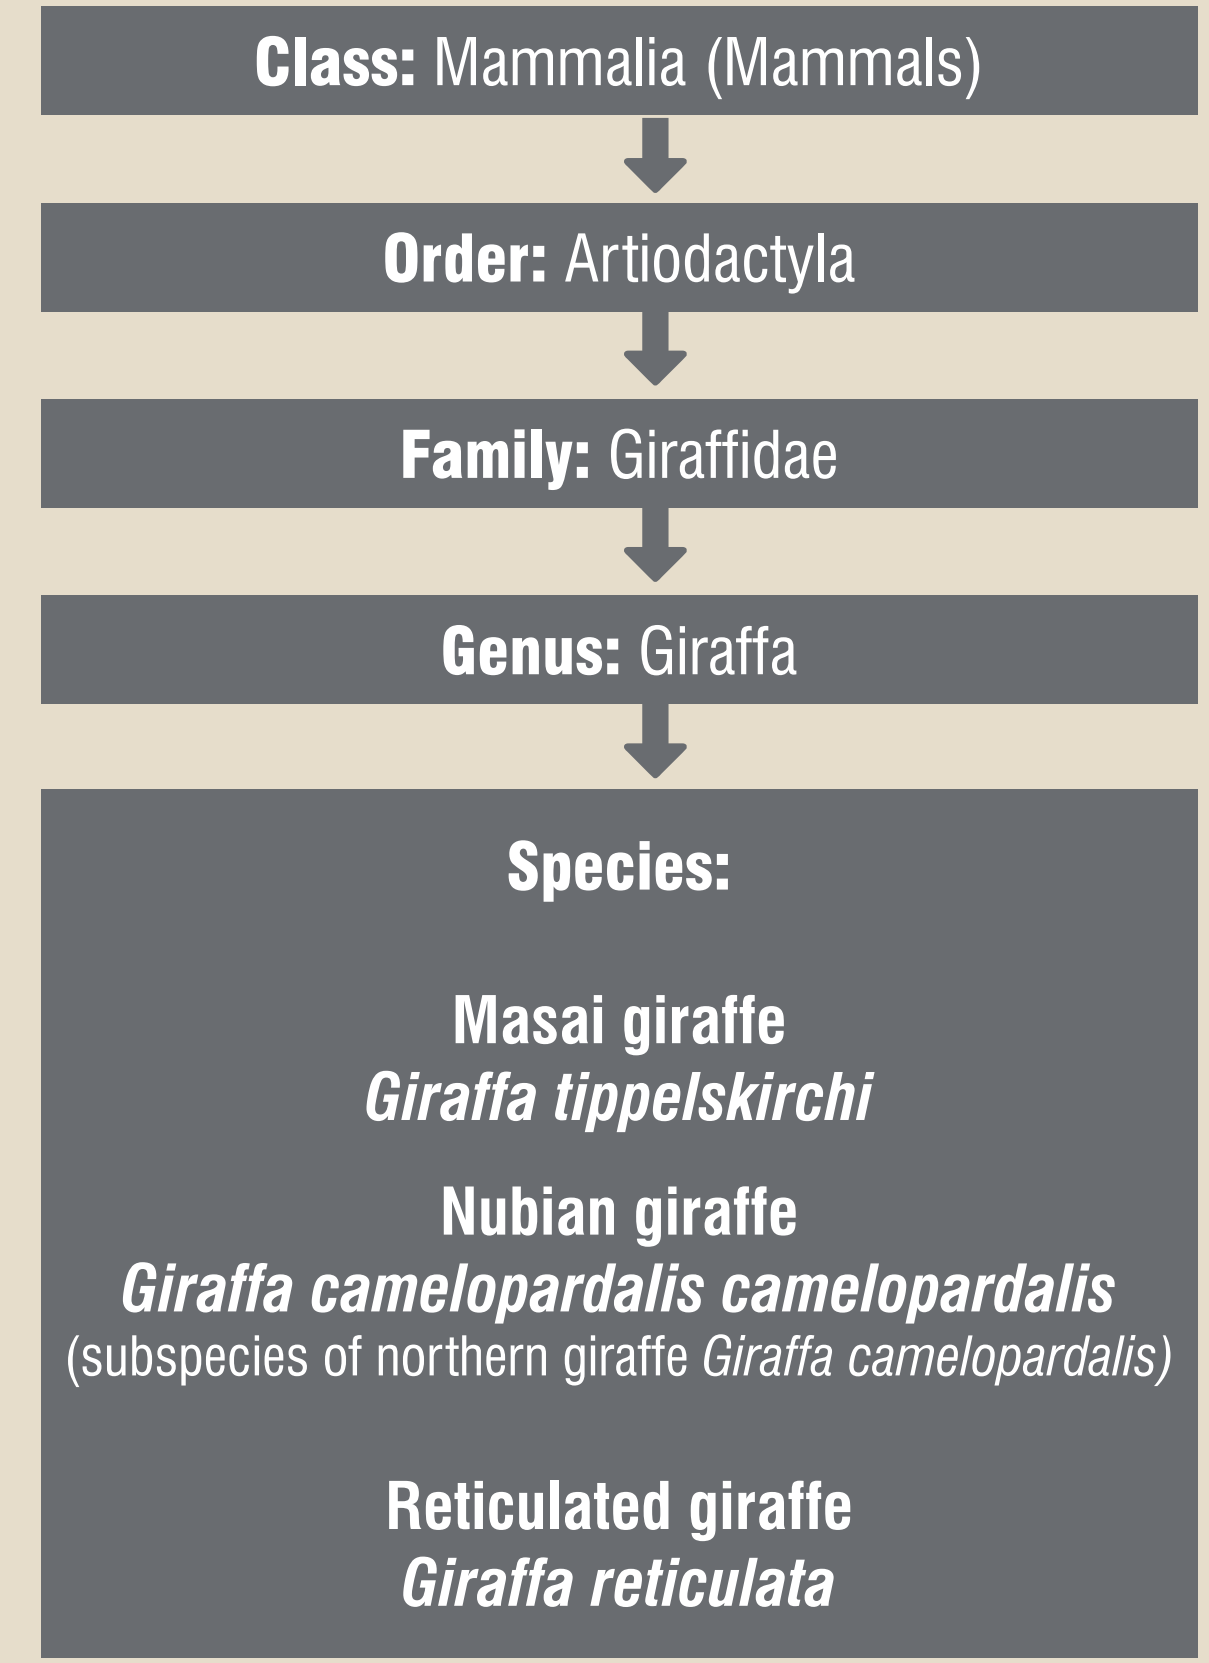 Class: Mammalia (Mammals)
Order: Artiodactyla
Family: Giraffidae
Genus: Giraffa
Species:
Masai giraffe
Giraffa tippelskirchi
Nubian giraffe
Giraffa camelopardalis camelopardalis
(subspecies of northern giraffe Giraffa camelopardalis)
Reticulated giraffe
Giraffa reticulata